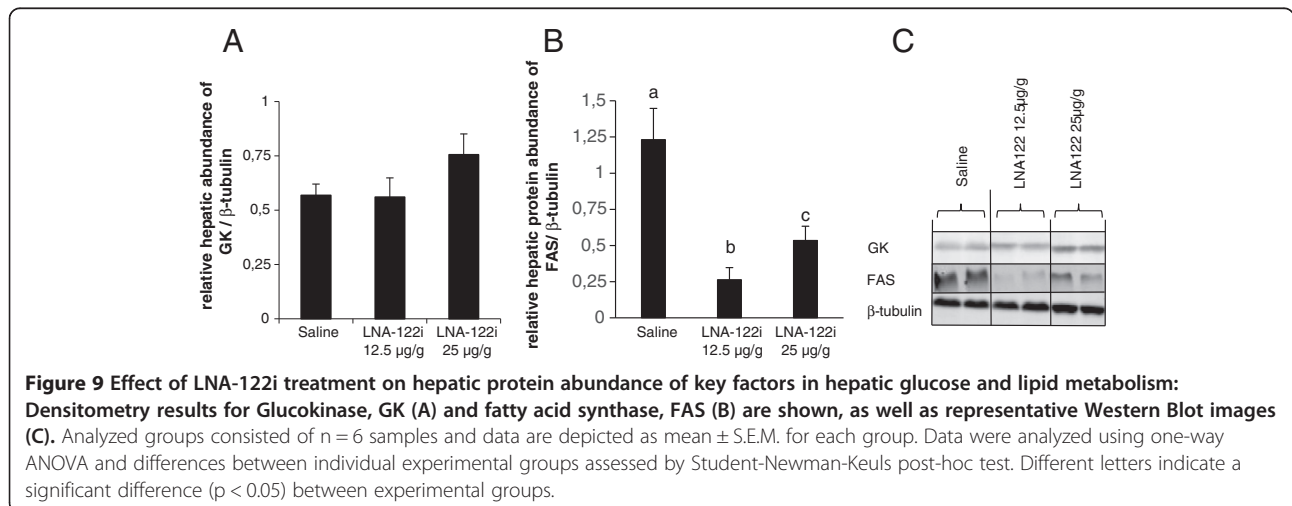 A
B
C
relative hepatic abundance of
GK / β-tubulin
1
0,75
0,5
0,25
0
Saline
LNA-122i
12.5 µg/g
LNA-122i
25 µg/g
relative hepatic protein abundance of
FAS/ β-tubulin
1,5
1,25
1
0,75
0,5
0,25
0
a
b
c
Saline
LNA-122i
12.5 µg/g
LNA-122i
25 µg/g
Saline
LNA122 12.5µg/g
LNA122 25µg/g
GK
FAS
β-tubulin
Figure 9 Effect of LNA-122i treatment on hepatic protein abundance of key factors in hepatic glucose and lipid metabolism:
Densitometry results for Glucokinase, GK (A) and fatty acid synthase, FAS (B) are shown, as well as representative Western Blot images
(C). Analyzed groups consisted of n = 6 samples and data are depicted as mean ± S.E.M. for each group. Data were analyzed using one-way
ANOVA and differences between individual experimental groups assessed by Student-Newman-Keuls post-hoc test. Different letters indicate a
significant difference (p < 0.05) between experimental groups.